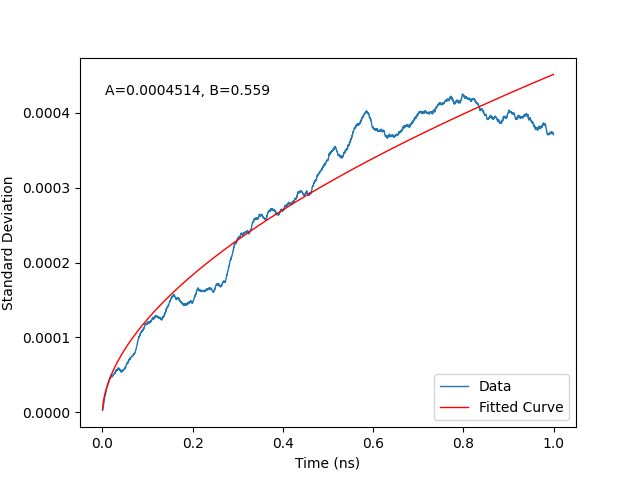 A=0.0004514, B=0.559
0.0004
0.0003
0.0002
0.0001
0.0000
Standard Deviation
Data
Fitted Curve
0.0 0.2 0.4 0.6 0.8 1.0
Time (ns)